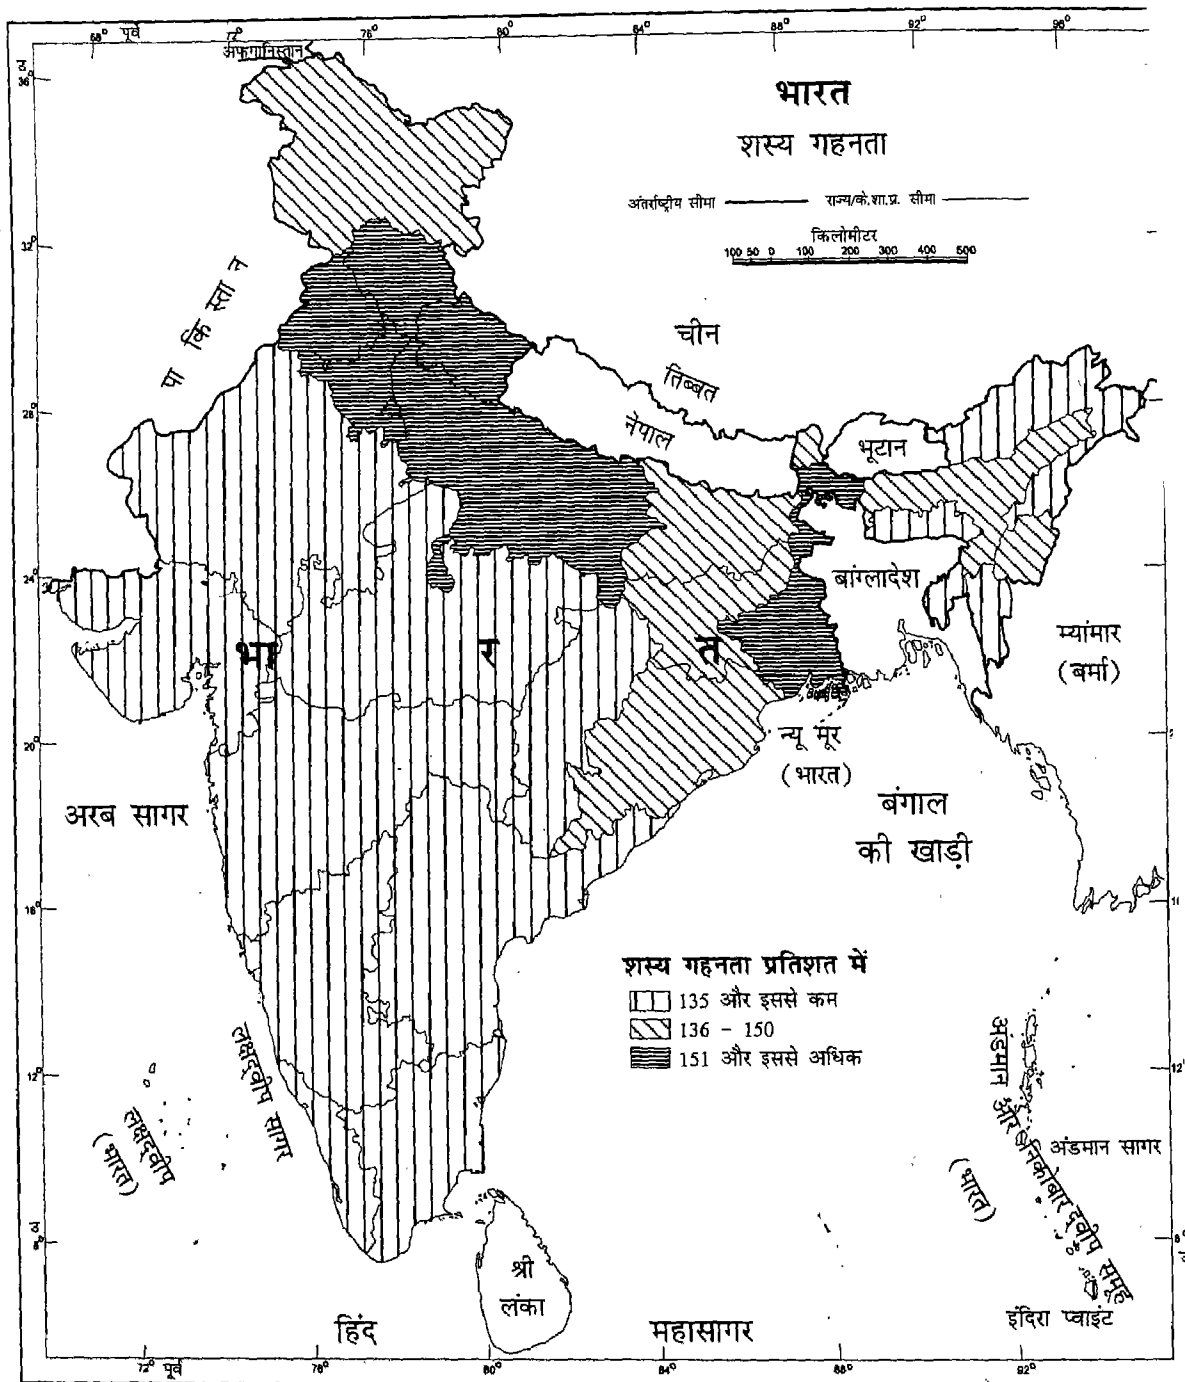 68° पूर्व 72° 76° 80° 84° 88° 92° 96°
अफगानिस्तान
उ
36°
भारत
शस्य गहनता
अंतर्राष्ट्रीय सीमा राज्य/के.शा.प्र. सीमा
किलोमीटर
100 50 0 100 200 300 400 500
32°
पाकिस्तान
चीन
तिब्बत
28°
नेपाल
भूटान
24°
बांग्लादेश
भारत
म्यांमार
(बर्मा)
20°
न्यू मूर
(भारत)
अरब सागर
बंगाल
की खाड़ी
16°
शस्य गहनता प्रतिशत में
135 और इससे कम
136 - 150
151 और इससे अधिक
लक्षद्वीप सागर
12° 12°
लक्षद्वीप
(भारत)
अंडमान और निकोबार द्वीप समूह
(भारत)
अंडमान सागर
8° 8°
उ
श्री
लंका
इंदिरा प्वाइंट
हिंद महासागर
72° पूर्व 76° 80° 84° 88° 92°